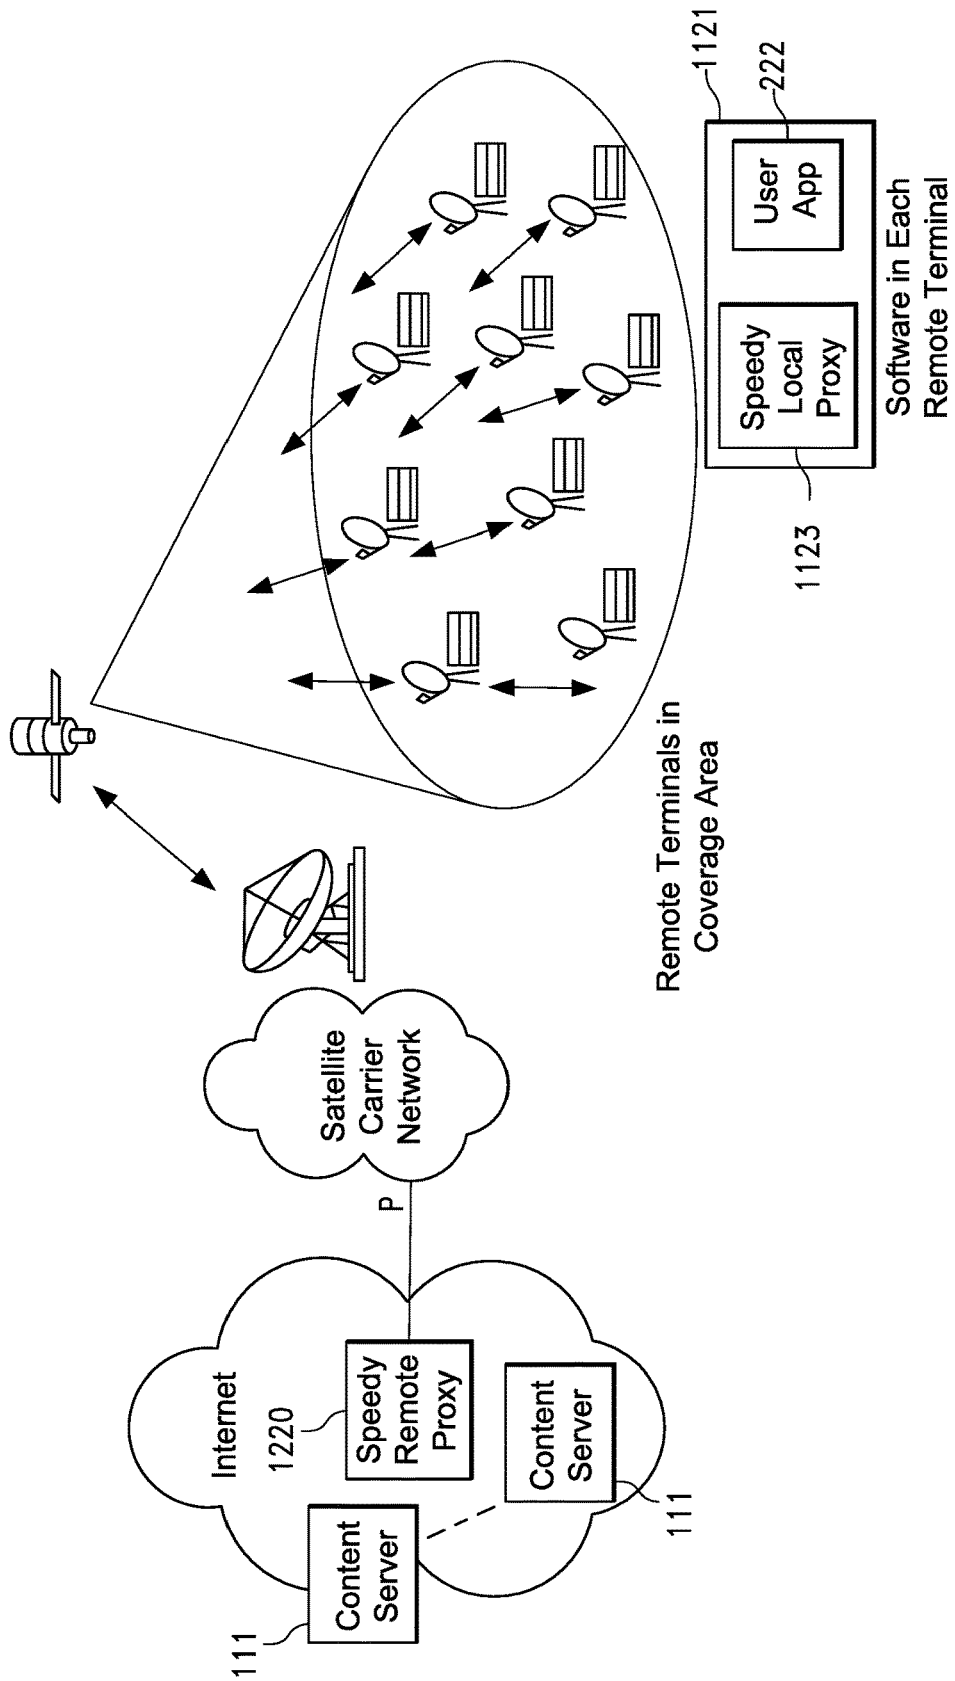 Internet
111
Content
Server
1220
Speedy
Remote
Proxy
Content
Server
111
P
Satellite
Carrier
Network
Remote Terminals in
Coverage Area
1121
222
1123
Speedy
Local
Proxy
User
App
Software in Each
Remote Terminal